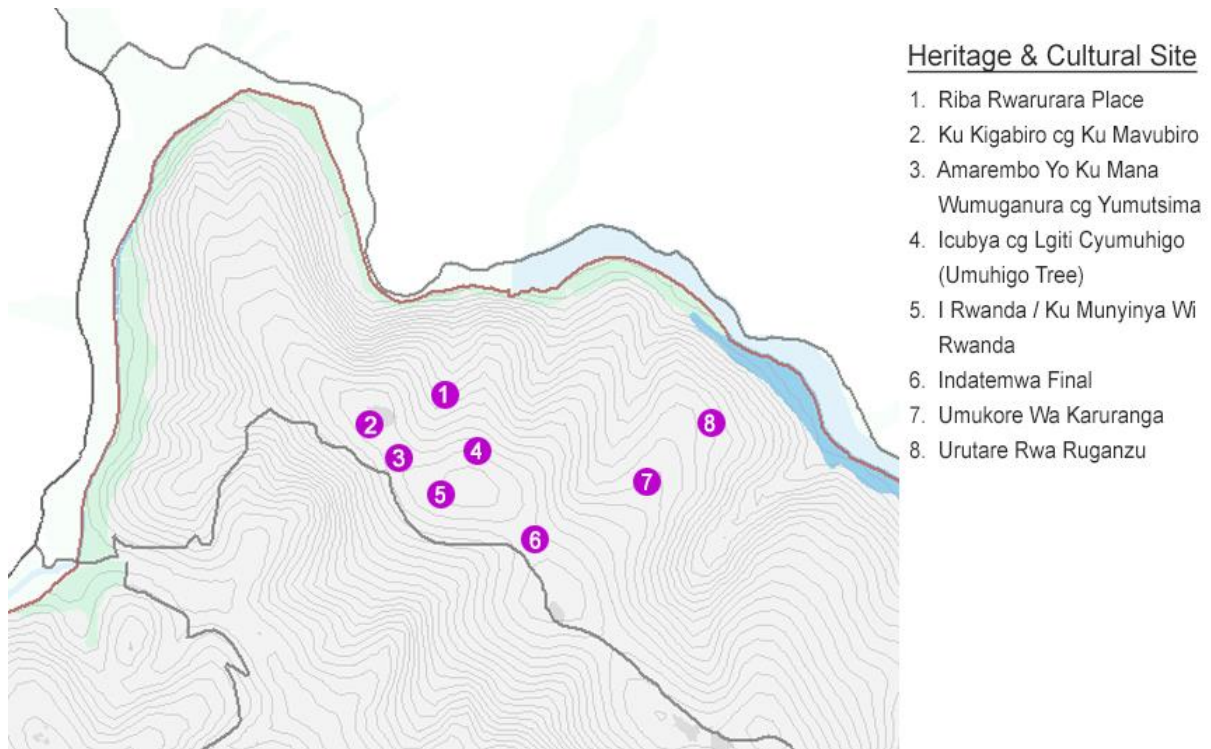 Heritage & Cultural Site
1. Riba Rwarurara Place
2. Ku Kigabiro cg Ku Mavubiro
3. Amarembo Yo Ku Mana
Wumuganura cg Yumutsima
4. Icubya cg Lgiti Cyumuhigo
(Umuhigo Tree)
5. I Rwanda / Ku Munyinya Wi
Rwanda
6. Indatemwa Final
7. Umukore Wa Karuranga
8. Urutare Rwa Ruganzu
1
2
8
4
3
7
5
6